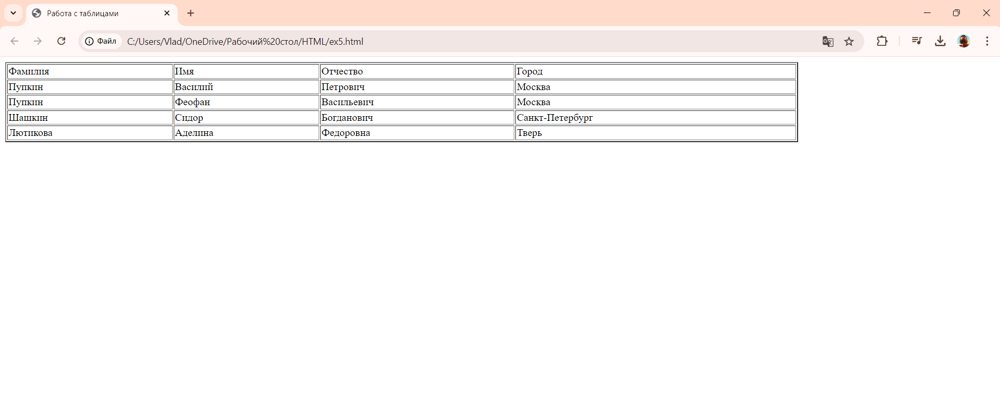 Работа с таблицами
Файл C:/Users/Vlad/OneDrive/Рабочий%20стол/HTML/ex5.html
Фамилия Имя Отчество Город
Пупкин Василий Петрович Москва
Пупкин Феофан Васильевич Москва
Шашкин Сидор Богданович Санкт-Петербург
Лютикова Аделина Федоровна Тверь